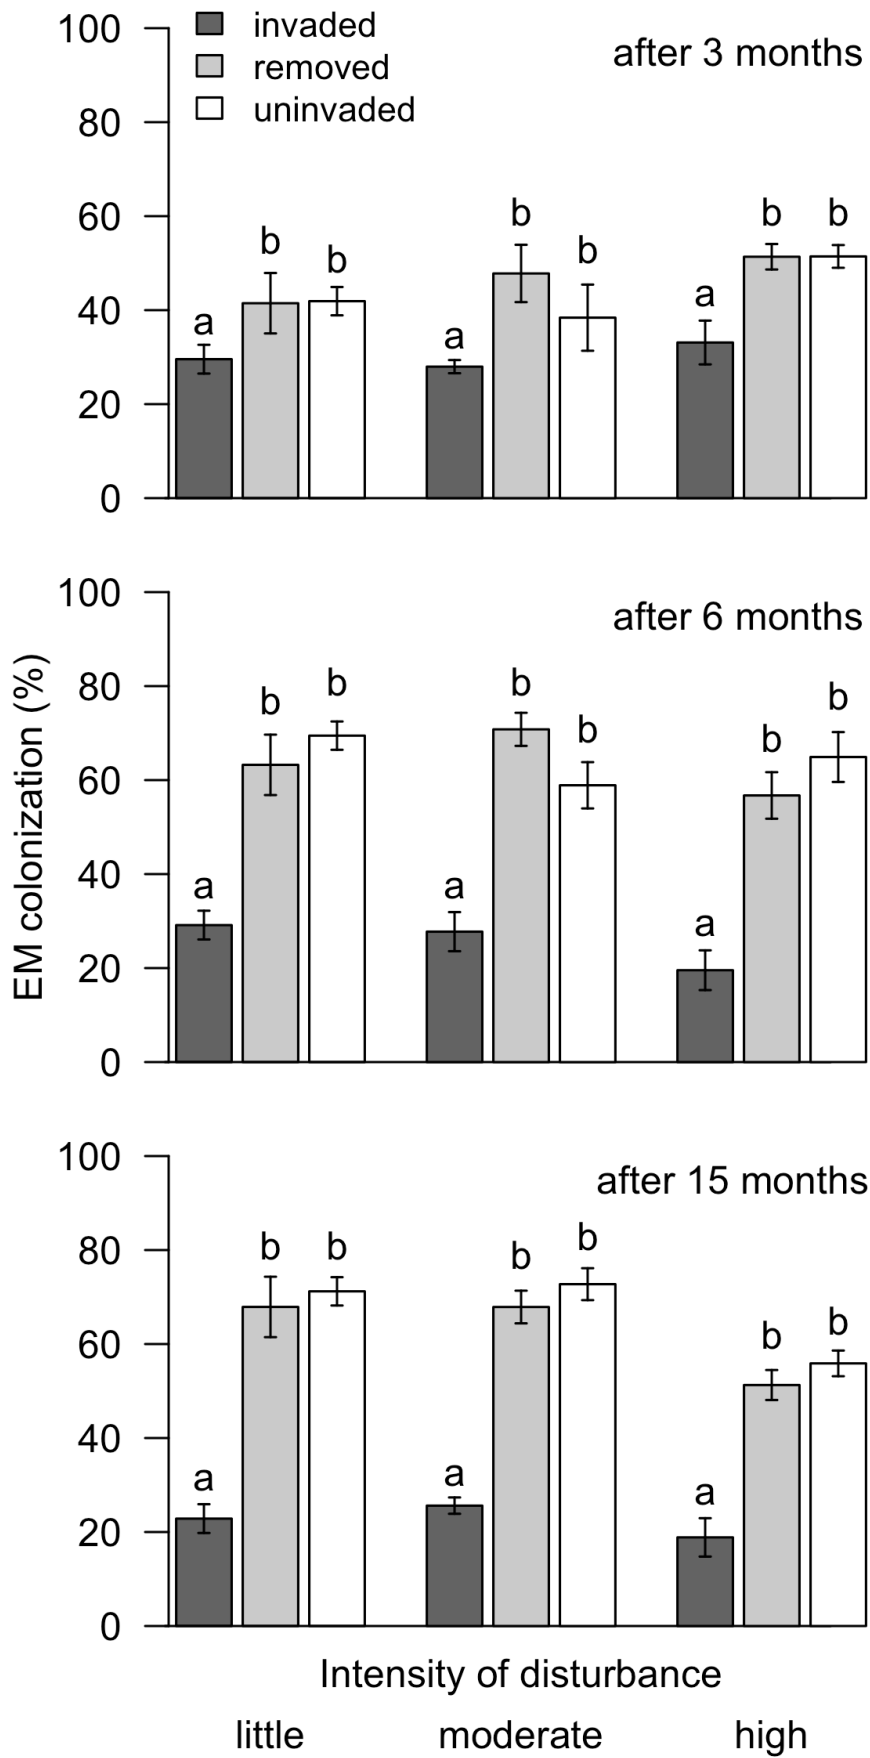 100
80
60
40
20
0
invaded
removed
uninvaded
after 3 months
a b b a b b a b b
EM colonization (%)
100
80
60
40
20
0
after 6 months
a b b a b b a b b
100
80
60
40
20
0
after 15 months
a b b a b b a b b
Intensity of disturbance
little moderate high